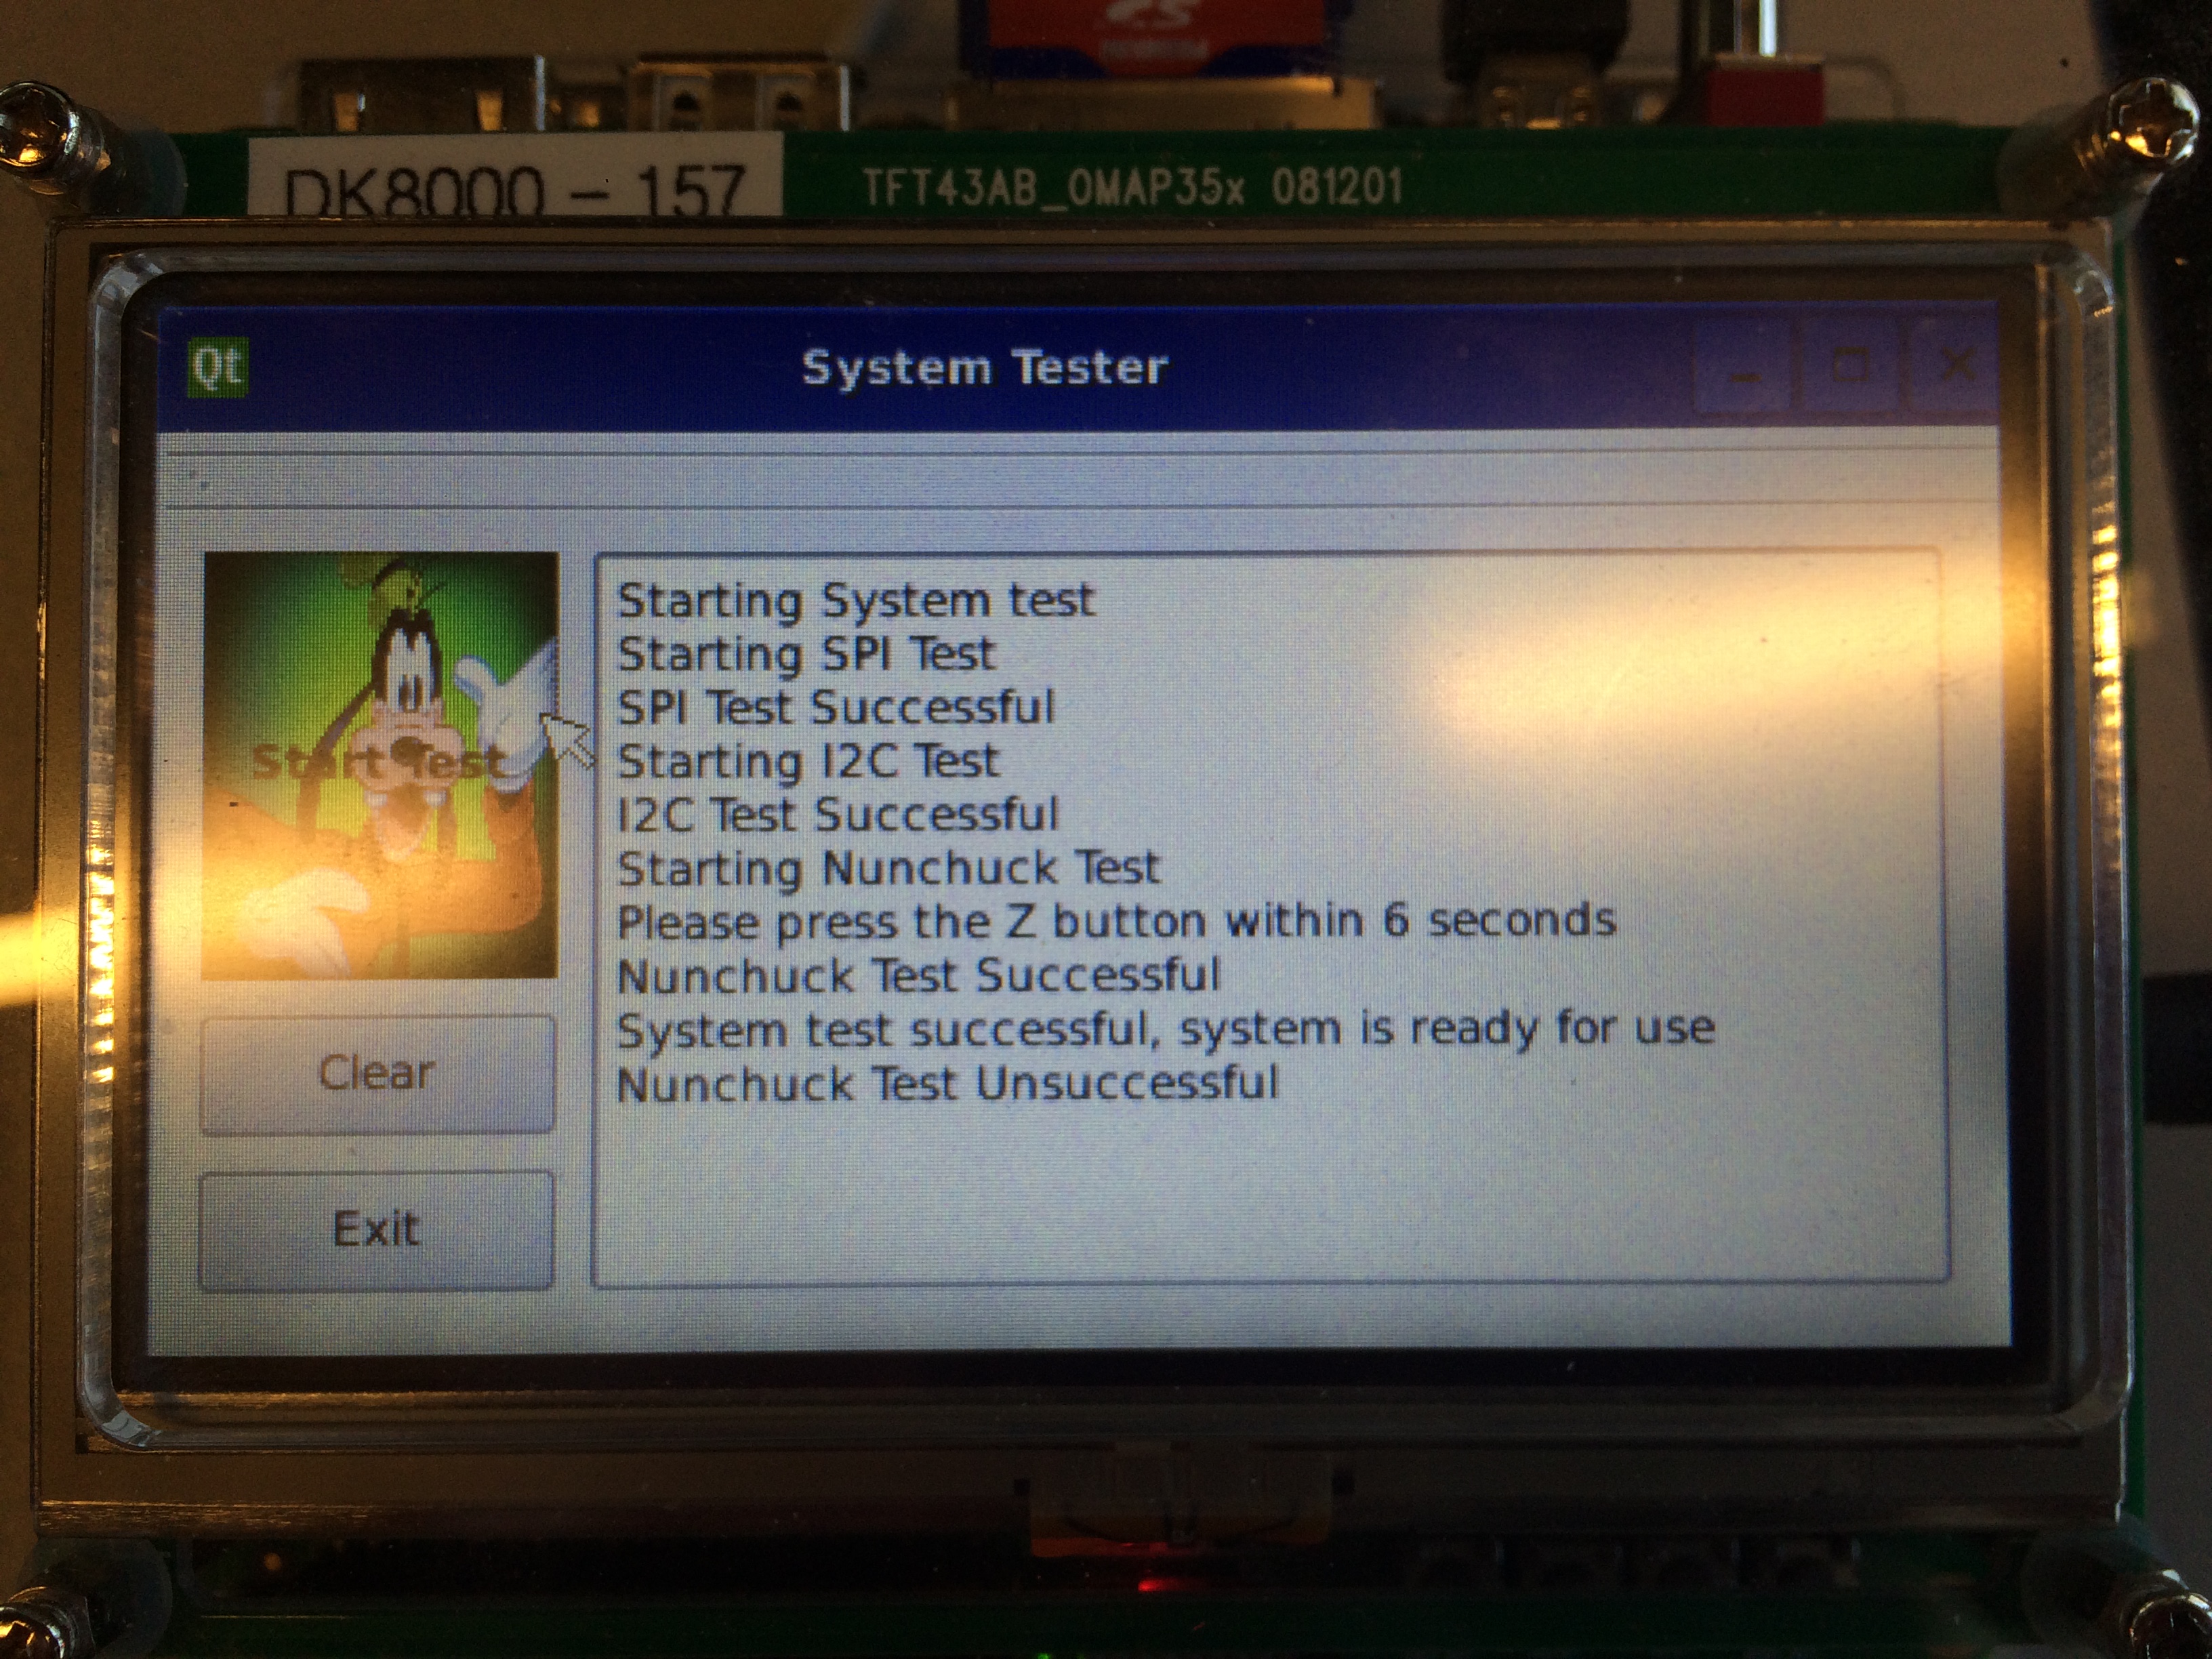 DK8000 - 157
TFT43AB_OMAP35x 081201
Qt
System Tester
Start Test
Clear
Exit
Starting System test
Starting SPI Test
SPI Test Successful
Starting I2C Test
I2C Test Successful
Starting Nunchuck Test
Please press the Z button within 6 seconds
Nunchuck Test Successful
System test successful, system is ready for use
Nunchuck Test Unsuccessful